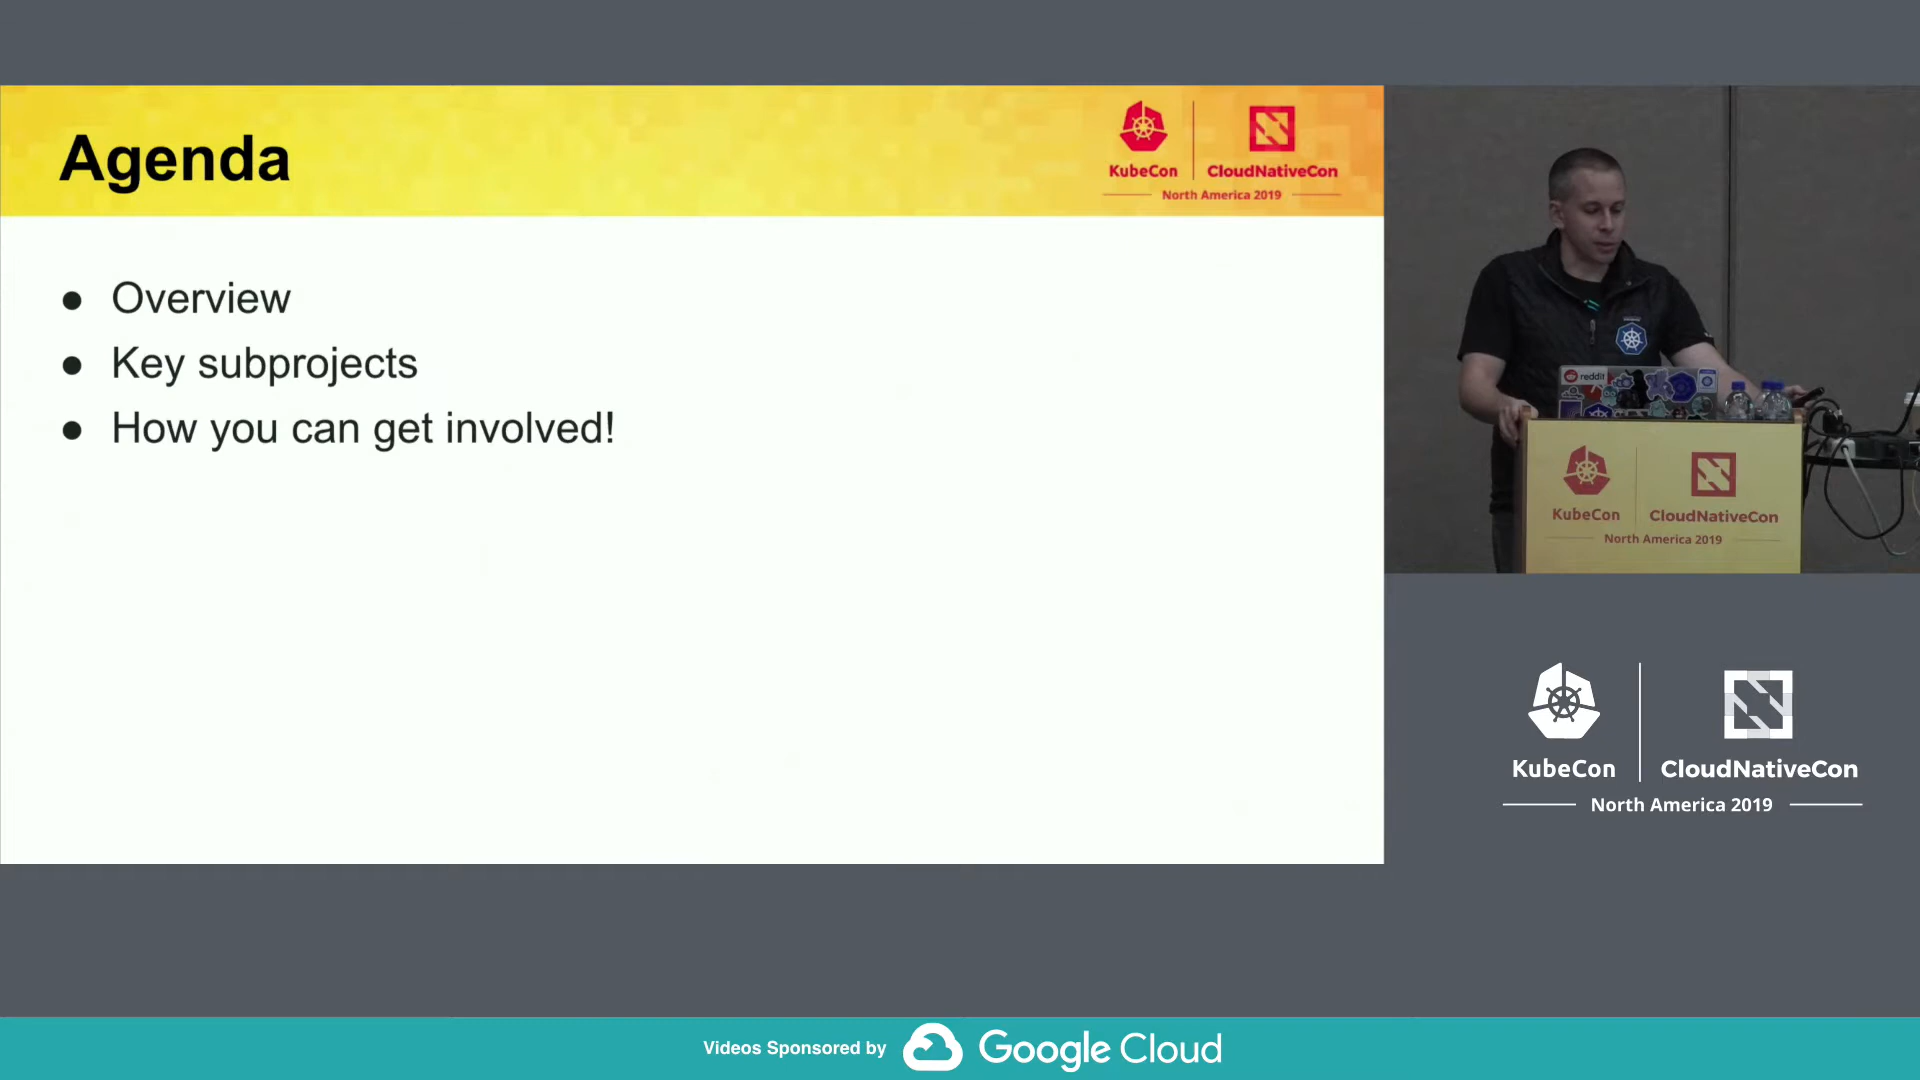 Agenda
KubeCon
CloudNativeCon
North America 2019
● Overview
● Key subprojects
● How you can get involved!
reddit
KubeCon
CloudNativeCon
North America 2019
KubeCon
CloudNativeCon
North America 2019
Videos Sponsored by
Google Cloud